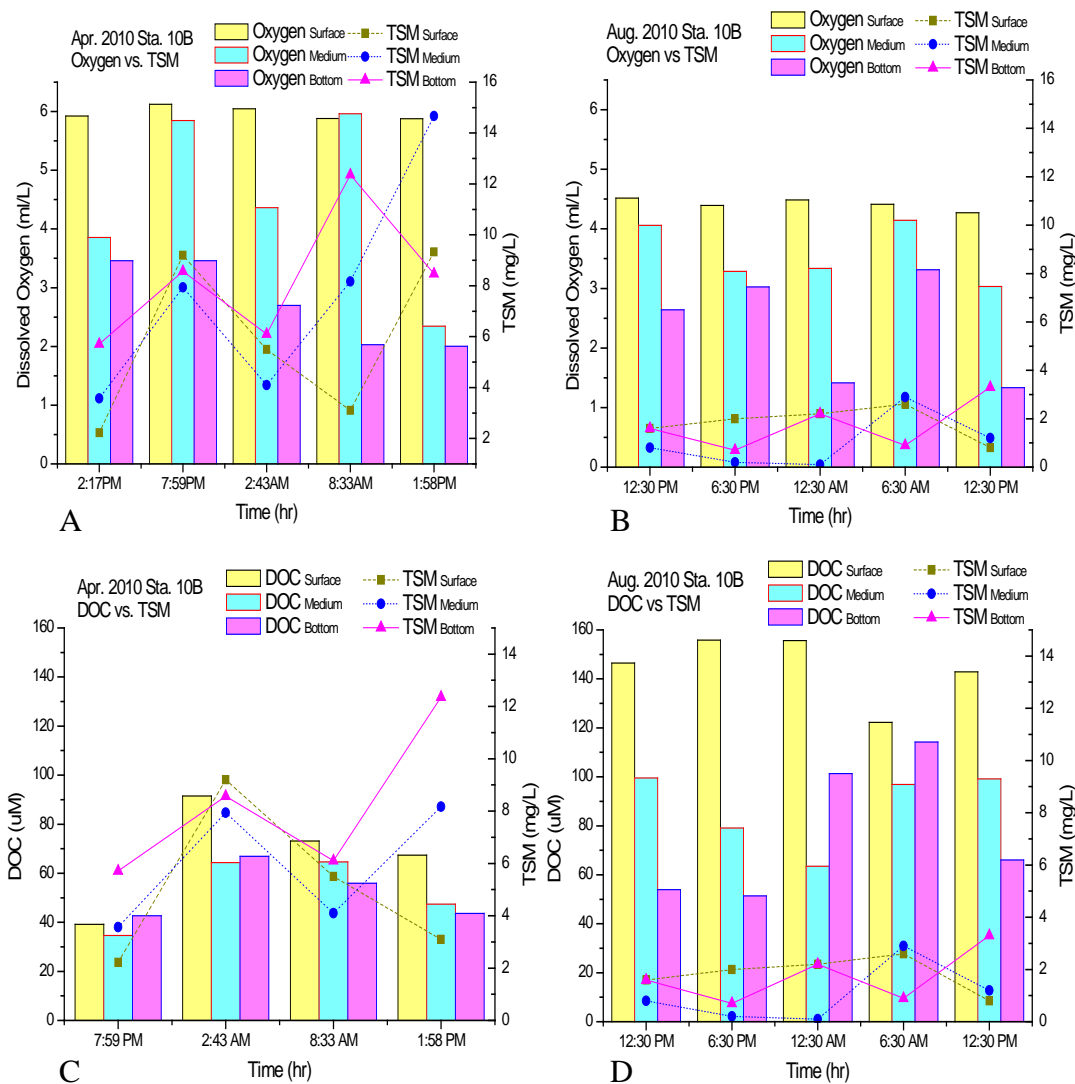 Apr. 2010 Sta. 10B
Oxygen vs. TSM
Oxygen Surface
Oxygen Medium
Oxygen Bottom
TSM Surface
TSM Medium
TSM Bottom
Dissolved Oxygen (ml/L)
6
5
4
3
2
1
0
TSM (mg/L)
16
14
12
10
8
6
4
2
2:17PM 7:59PM 2:43AM 8:33AM 1:58PM
Time (hr)
A
Aug. 2010 Sta. 10B
Oxygen vs. TSM
Oxygen Surface
Oxygen Medium
Oxygen Bottom
TSM Surface
TSM Medium
TSM Bottom
Dissolved Oxygen (ml/L)
6
5
4
3
2
1
0
TSM (mg/L)
16
14
12
10
8
6
4
2
0
12:30 PM 6:30 PM 12:30 AM 6:30 AM 12:30 PM
Time (hr)
B
Apr. 2010 Sta. 10B
DOC vs. TSM
DOC Surface
DOC Medium
DOC Bottom
TSM Surface
TSM Medium
TSM Bottom
DOC (uM)
160
140
120
100
80
60
40
20
0
TSM (mg/L)
14
12
10
8
6
4
2
0
7:59 PM 2:43 AM 8:33 AM 1:58 PM
Time (hr)
C
Aug. 2010 Sta. 10B
DOC vs TSM
DOC Surface
DOC Medium
DOC Bottom
TSM Surface
TSM Medium
TSM Bottom
DOC (uM)
160
140
120
100
80
60
40
20
0
TSM (mg/L)
14
12
10
8
6
4
2
0
12:30 PM 6:30 PM 12:30 AM 6:30 AM 12:30 PM
Time (hr)
D